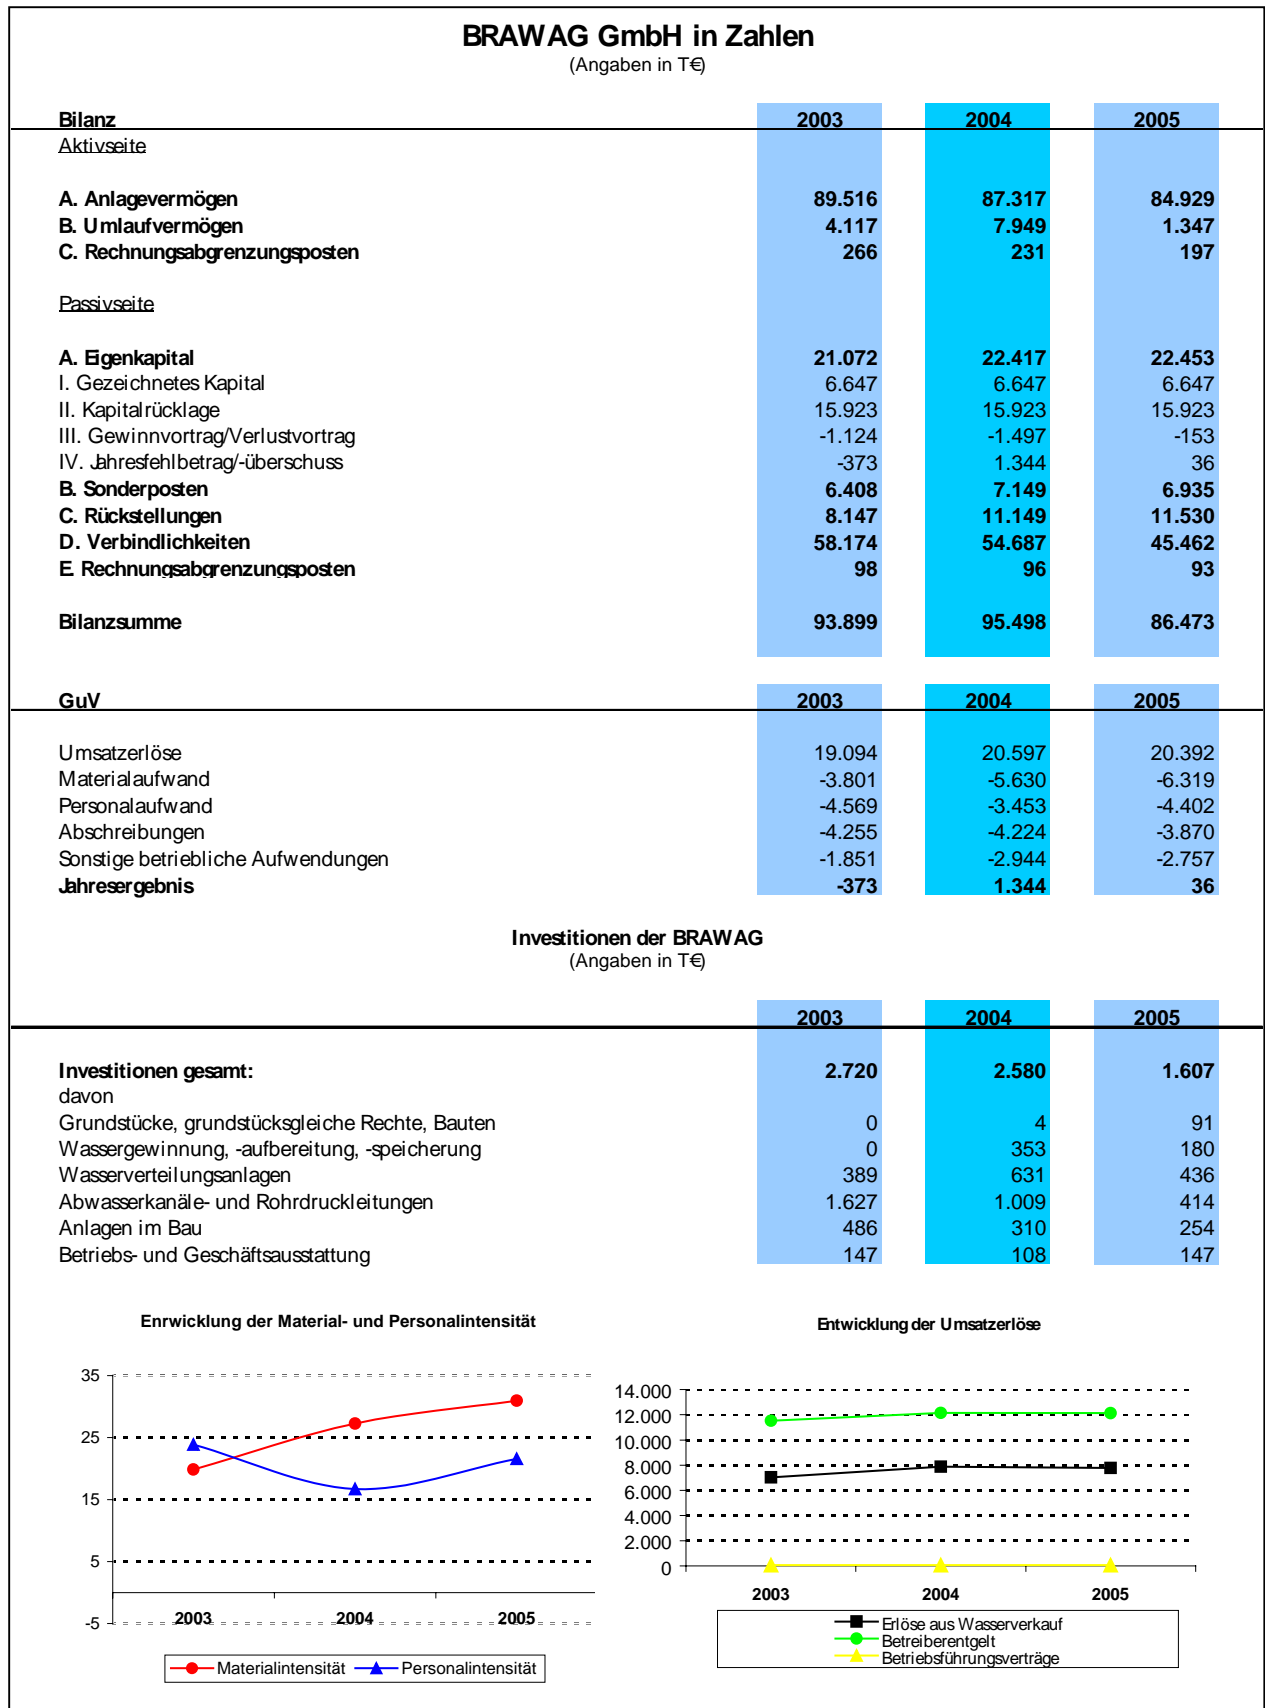 BRAWAG GmbH in Zahlen
(Angaben in T€)
Bilanz 2003 2004 2005
Aktivseite
A. Anlagevermögen 89.516 87.317 84.929
B. Umlaufvermögen 4.117 7.949 1.347
C. Rechnungsabgrenzungsposten 266 231 197
Passivseite
A. Eigenkapital 21.072 22.417 22.453
I. Gezeichnetes Kapital 6.647 6.647 6.647
II. Kapitalrücklage 15.923 15.923 15.923
III. Gewinnvortrag/Verlustvortrag -1.124 -1.497 -153
IV. Jahresfehlbetrag/-überschuss -373 1.344 36
B. Sonderposten 6.408 7.149 6.935
C. Rückstellungen 8.147 11.149 11.530
D. Verbindlichkeiten 58.174 54.687 45.462
E. Rechnungsabgrenzungsposten 98 96 93
Bilanzsumme 93.899 95.498 86.473
GuV 2003 2004 2005
Umsatzerlöse 19.094 20.597 20.392
Materialaufwand -3.801 -5.630 -6.319
Personalaufwand -4.569 -3.453 -4.402
Abschreibungen -4.255 -4.224 -3.870
Sonstige betriebliche Aufwendungen -1.851 -2.944 -2.757
Jahresergebnis -373 1.344 36
Investitionen der BRAWAG
(Angaben in T€)
2003 2004 2005
Investitionen gesamt: 2.720 2.580 1.607
davon
Grundstücke, grundstücksgleiche Rechte, Bauten 0 4 91
Wassergewinnung, -aufbereitung, -speicherung 0 353 180
Wasserverteilungsanlagen 389 631 436
Abwasserkanäle- und Rohrdruckleitungen 1.627 1.009 414
Anlagen im Bau 486 310 254
Betriebs- und Geschäftsausstattung 147 108 147
Enrwicklung der Material- und Personalintensität
35
25
15
5
-5
2003 2004 2005
Materialintensität Personalintensität
Entwicklung der Umsatzerlöse
14.000
12.000
10.000
8.000
6.000
4.000
2.000
0
2003 2004 2005
Erlöse aus Wasserverkauf
Betreiberentgelt
Betriebsführungsverträge